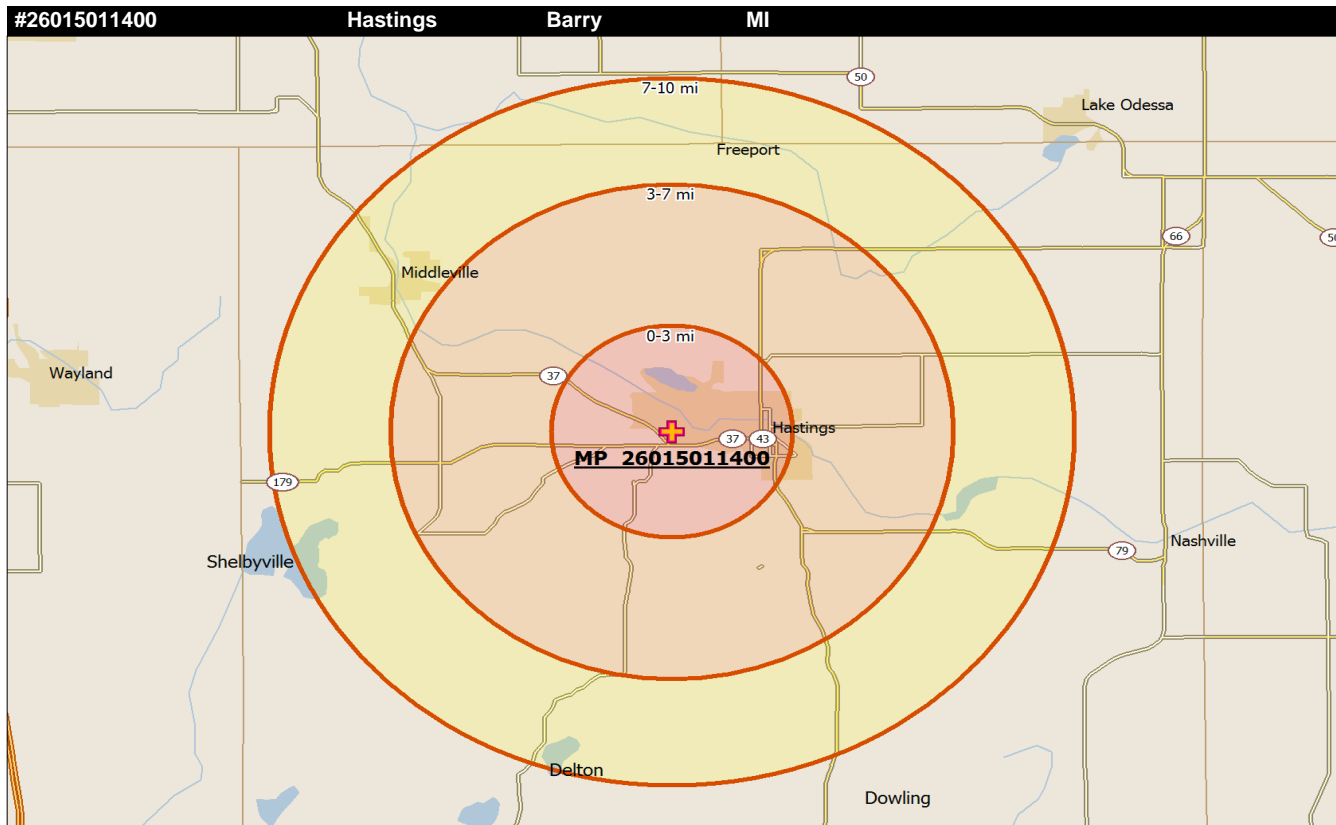 #26015011400 Hastings Barry MI
50
7-10 mi
Lake Odessa
Freeport
3-7 mi
66
50
Middleville
0-3 mi
Wayland
37
Hastings
37 43
MP 26015011400
179
Nashville
79
Shelbyville
Delton
Dowling